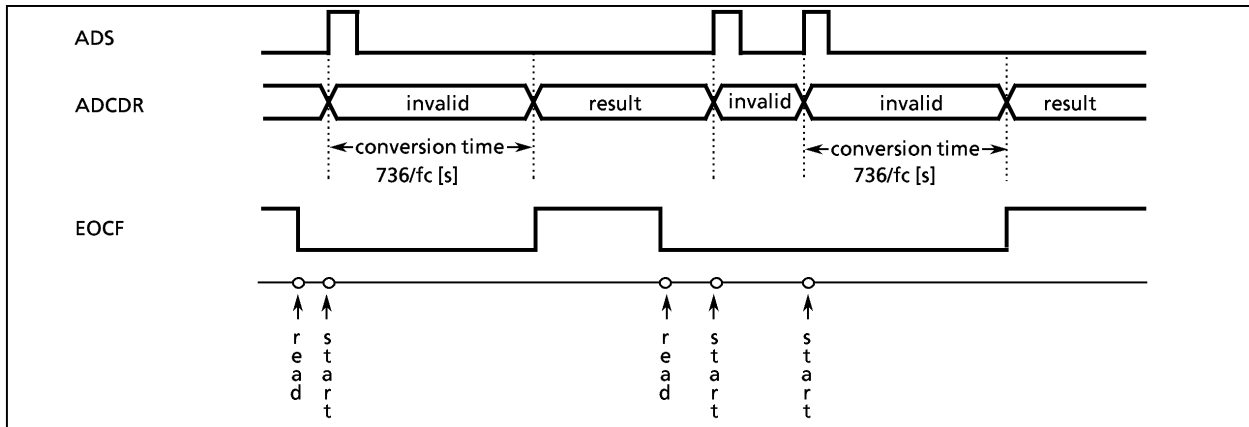 ADS
ADCDR
invalid
result
invalid
invalid
result
conversion time
736/fc [s]
conversion time
736/fc [s]
EOCF
read
start
read
start
start